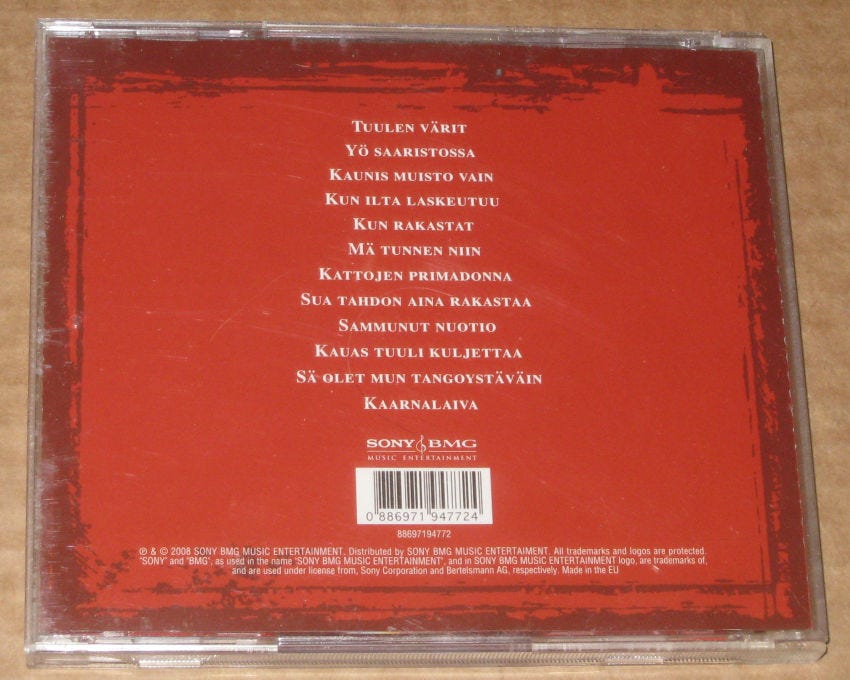 Tuulen värit
Yö saaristossa
Kaunis muisto vain
Kun ilta laskeutuu
Kun rakastat
Mä tunnen niin
Kattojen primadonna
Sua tahdon aina rakastaa
Sammunut nuotio
Kauas tuuli kuljettaa
Sä olet mun tangoystäväin
Kaarnalaiva
SONY BMG
MUSIC ENTERTAINMENT
0 886971 947724
88697194772
℗ & © 2008 SONY BMG MUSIC ENTERTAINMENT. Distributed by SONY BMG MUSIC ENTERTAIMENT. All trademarks and logos are protected.
"SONY" and "BMG", as used in the name "SONY BMG MUSIC ENTERTAINMENT", and in SONY BMG MUSIC ENTERTAINMENT logo, are trademarks of,
and are used under license from, Sony Corporation and Bertelsmann AG, respectively. Made in the EU